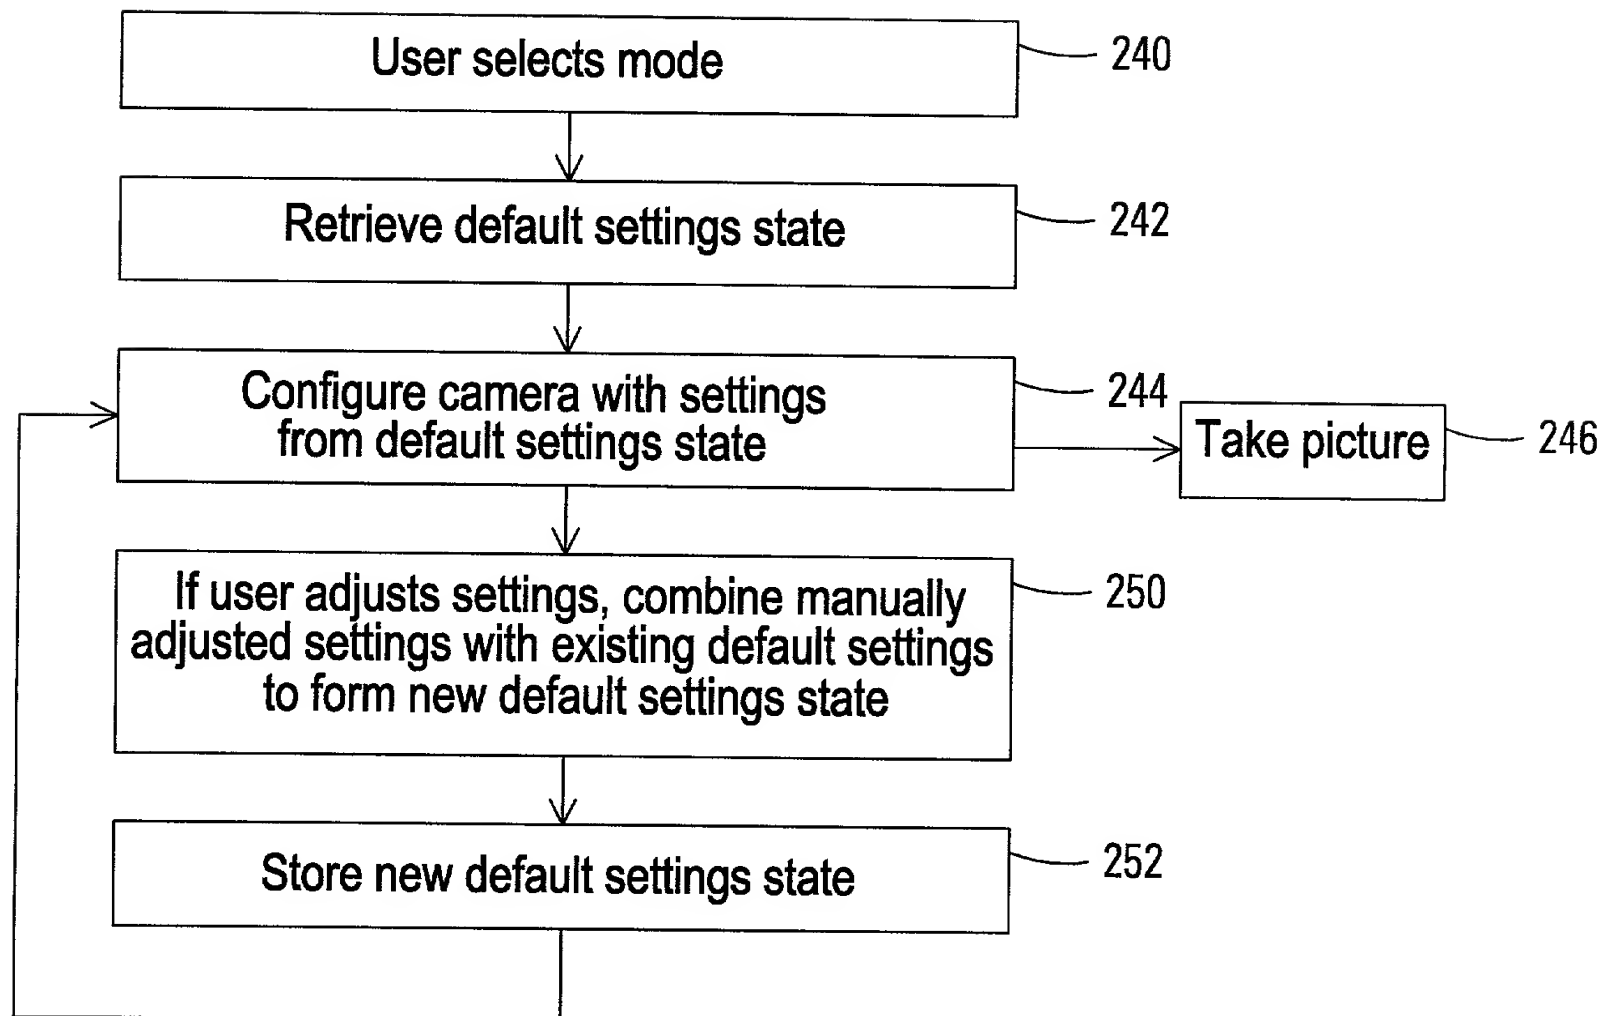 User selects mode
240
Retrieve default settings state
242
Configure camera with settings
from default settings state
244
Take picture
246
If user adjusts settings, combine manually
adjusted settings with existing default settings
to form new default settings state
250
Store new default settings state
252